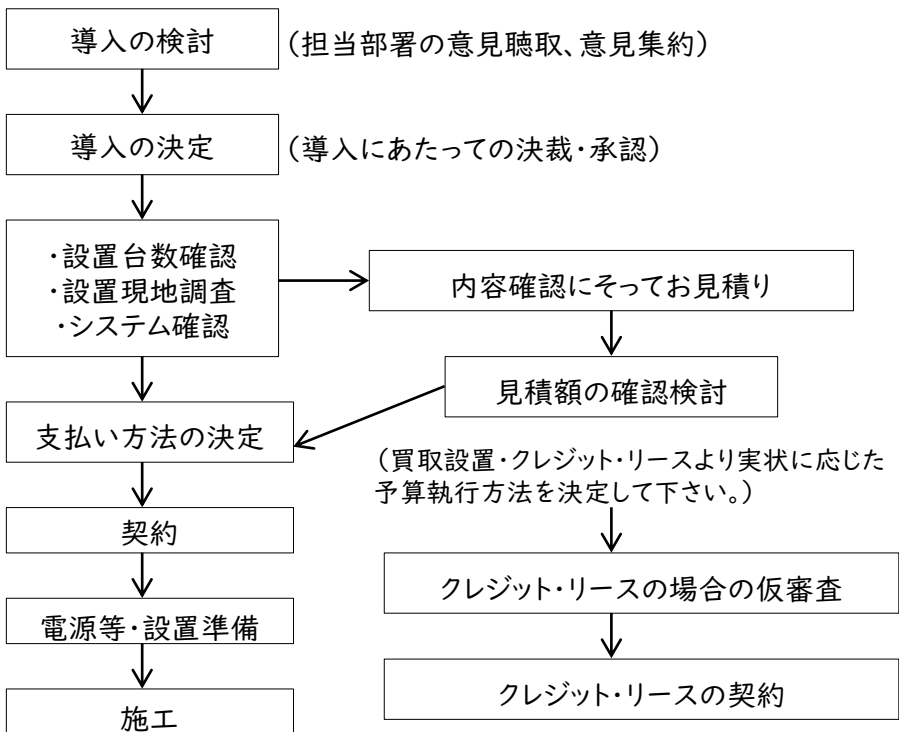 導入の検討
(担当部署の意見聴取、意見集約)
導入の決定
(導入にあたっての決裁・承認)
・設置台数確認
・設置現地調査
・システム確認
内容確認にそってお見積り
見積額の確認検討
支払い方法の決定
(買取設置・クレジット・リースより実状に応じた
予算執行方法を決定して下さい。)
契約
クレジット・リースの場合の仮審査
電源等・設置準備
クレジット・リースの契約
施工